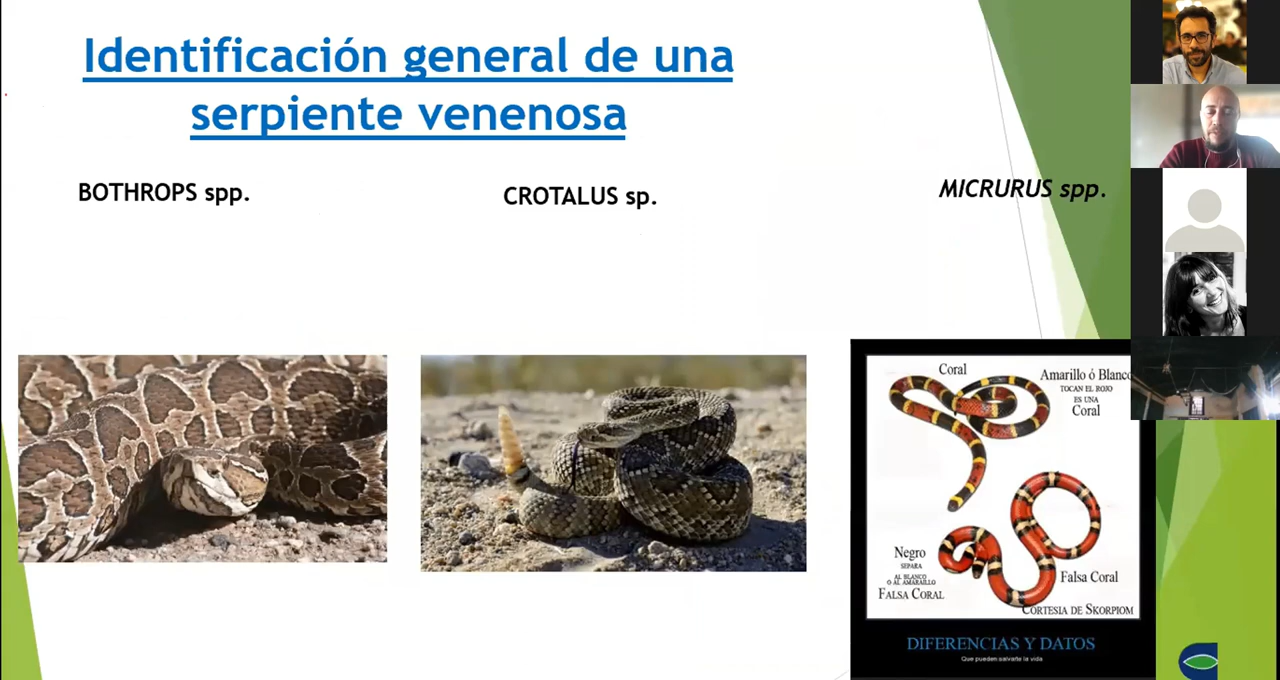 Identificación general de una
serpiente venenosa
BOTHROPS spp.
CROTALUS sp.
MICRURUS spp.
Coral
Amarillo ó Blanco
TOCAN EL ROJO
ES UNA
Coral
Negro
SEPARA
AL BLANCO
O AL AMARILLO
FALSA CORAL
Falsa Coral
CORTESIA DE SKORPIOM
DIFERENCIAS Y DATOS
Que pueden salvarte la vida